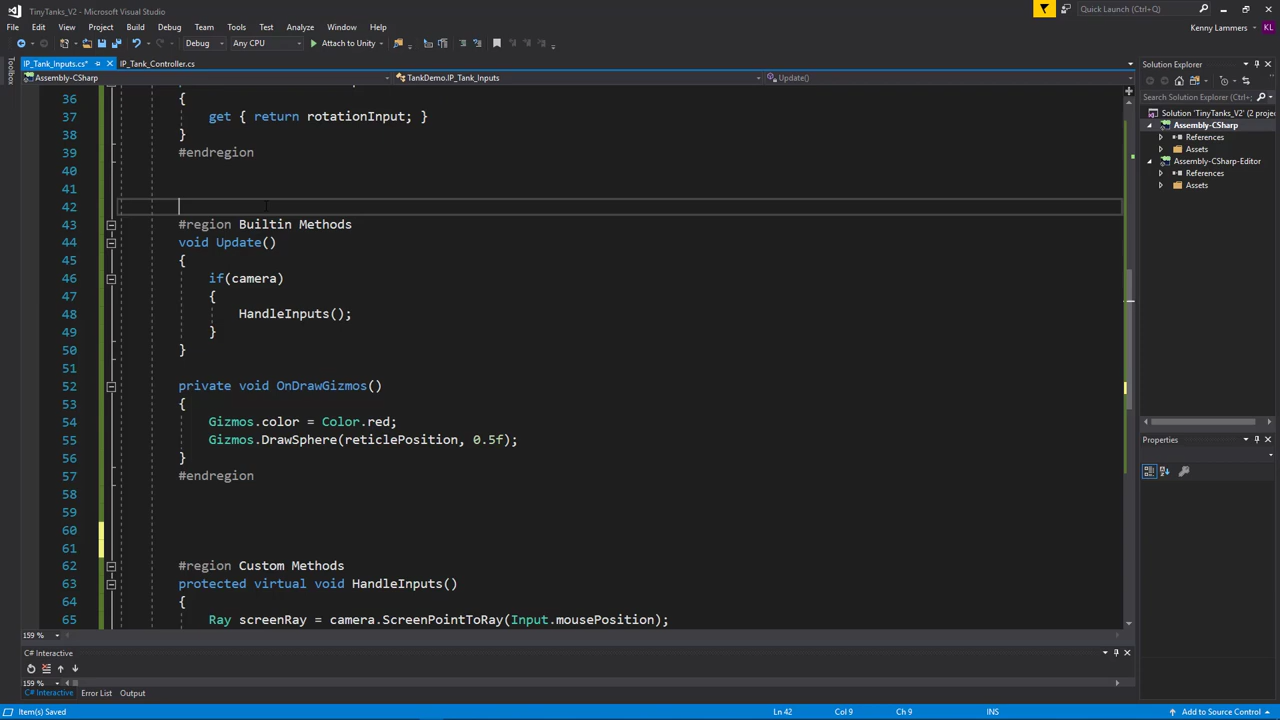 TinyTanks_V2 - Microsoft Visual Studio
Quick Launch (Ctrl+Q)
File Edit View Project Build Debug Team Tools Test Analyze Window Help
Kenny Lammers KL
Debug Any CPU Attach to Unity
Toolbox
IP_Tank_Inputs.cs* IP_Tank_Controller.cs
Assembly-CSharp TankDemo.IP_Tank_Inputs Update()
36 {
37 get { return rotationInput; }
38 }
39 #endregion
40
41
42
43 #region Builtin Methods
44 void Update()
45 {
46 if(camera)
47 {
48 HandleInputs();
49 }
50 }
51
52 private void OnDrawGizmos()
53 {
54 Gizmos.color = Color.red;
55 Gizmos.DrawSphere(reticlePosition, 0.5f);
56 }
57 #endregion
58
59
60
61
62 #region Custom Methods
63 protected virtual void HandleInputs()
64 {
65 Ray screenRay = camera.ScreenPointToRay(Input.mousePosition);
159 %
C# Interactive
159 %
C# Interactive Error List Output
Item(s) Saved Ln 42 Col 9 Ch 9 INS Add to Source Control
Solution Explorer
Search Solution Explorer (Ctrl+;)
Solution 'TinyTanks_V2' (2 projec
Assembly-CSharp
References
Assets
Assembly-CSharp-Editor
References
Assets
Properties